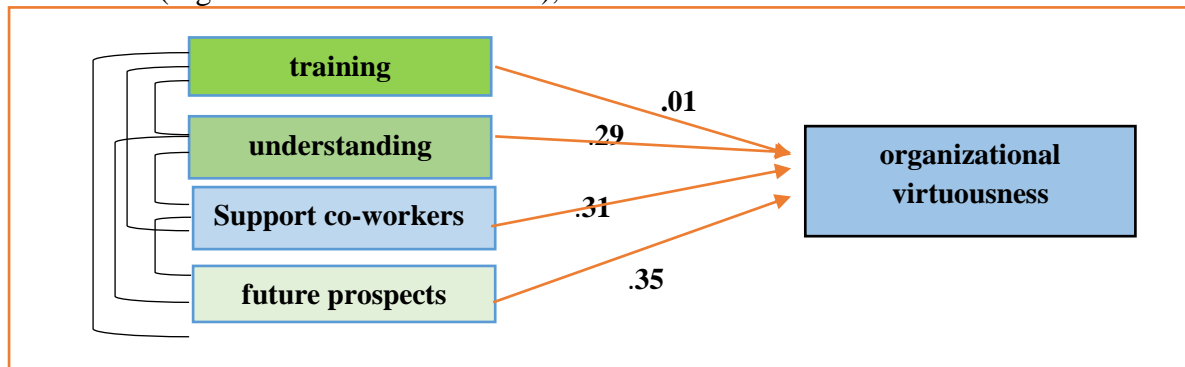 training
.01
understanding
.29
organizational
virtuousness
Support co-workers
.31
future prospects
.35